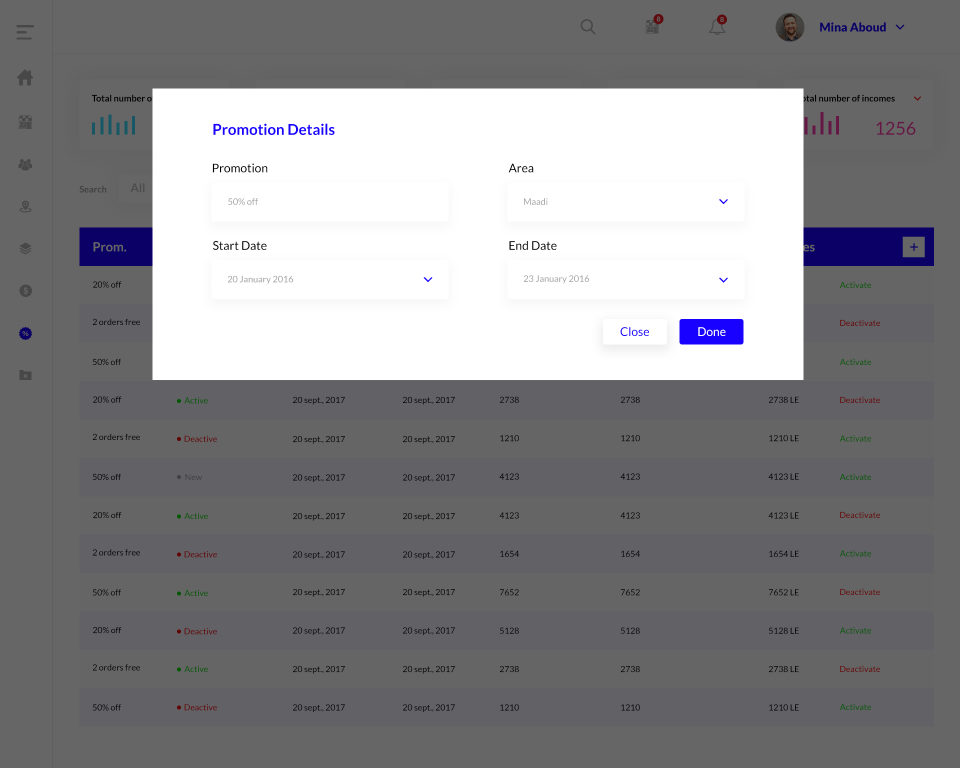 8
8
Mina Aboud
Total number o
otal number of incomes
1256
Search
All
Promotion Details
Promotion
Area
50% off
Maadi
Start Date
End Date
20 January 2016
23 January 2016
Close
Done
Prom.
es
+
20% off
Activate
2 orders free
Deactivate
50% off
Activate
20% off Active 20 sept., 2017 20 sept., 2017 2738 2738 2738 LE Deactivate
2 orders free Deactive 20 sept., 2017 20 sept., 2017 1210 1210 1210 LE Activate
50% off New 20 sept., 2017 20 sept., 2017 4123 4123 4123 LE Activate
20% off Active 20 sept., 2017 20 sept., 2017 4123 4123 4123 LE Deactivate
2 orders free Deactive 20 sept., 2017 20 sept., 2017 1654 1654 1654 LE Activate
50% off Active 20 sept., 2017 20 sept., 2017 7652 7652 7652 LE Deactivate
20% off Deactive 20 sept., 2017 20 sept., 2017 5128 5128 5128 LE Activate
2 orders free Active 20 sept., 2017 20 sept., 2017 2738 2738 2738 LE Deactivate
50% off Deactive 20 sept., 2017 20 sept., 2017 1210 1210 1210 LE Activate